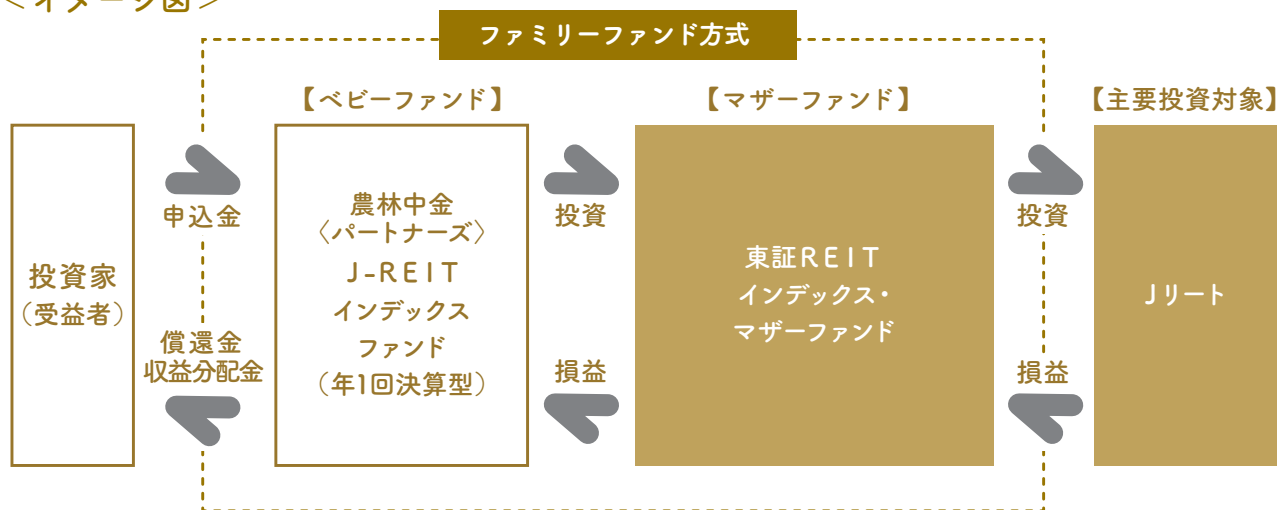 <イメージ図>
ファミリーファンド方式
【ベビーファンド】
【マザーファンド】
【主要投資対象】
投資家
（受益者）
申込金
償還金
収益分配金
農林中金
〈パートナーズ〉
J-REIT
インデックス
ファンド
（年1回決算型）
投資
損益
東証REIT
インデックス・
マザーファンド
投資
損益
Jリート